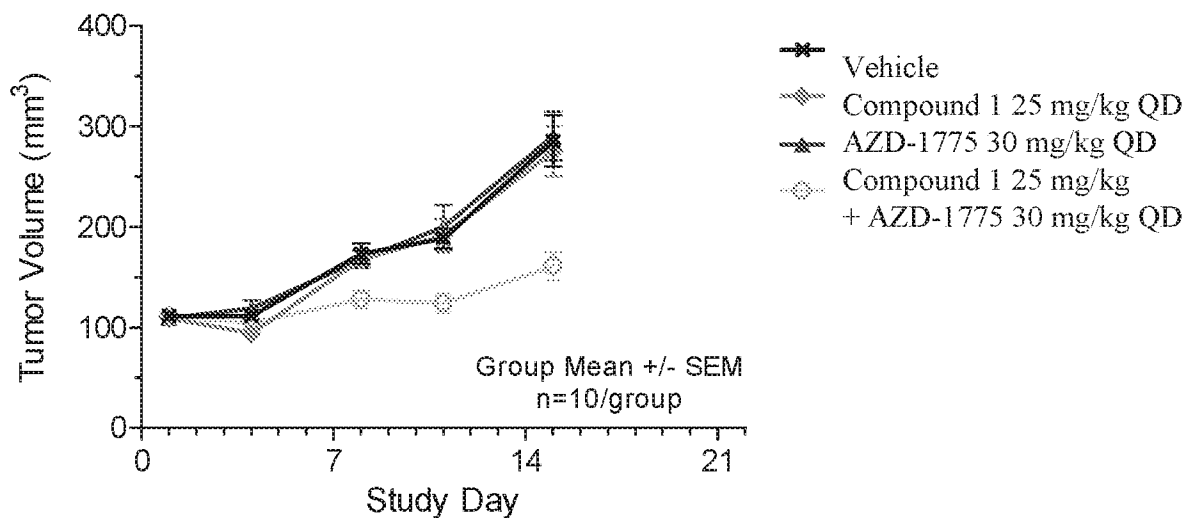 400
300
200
100
0
Tumor Volume (mm³)
0 7 14 21
Study Day
Group Mean +/- SEM
n=10/group
Vehicle
Compound 1 25 mg/kg QD
AZD-1775 30 mg/kg QD
Compound 1 25 mg/kg
+ AZD-1775 30 mg/kg QD